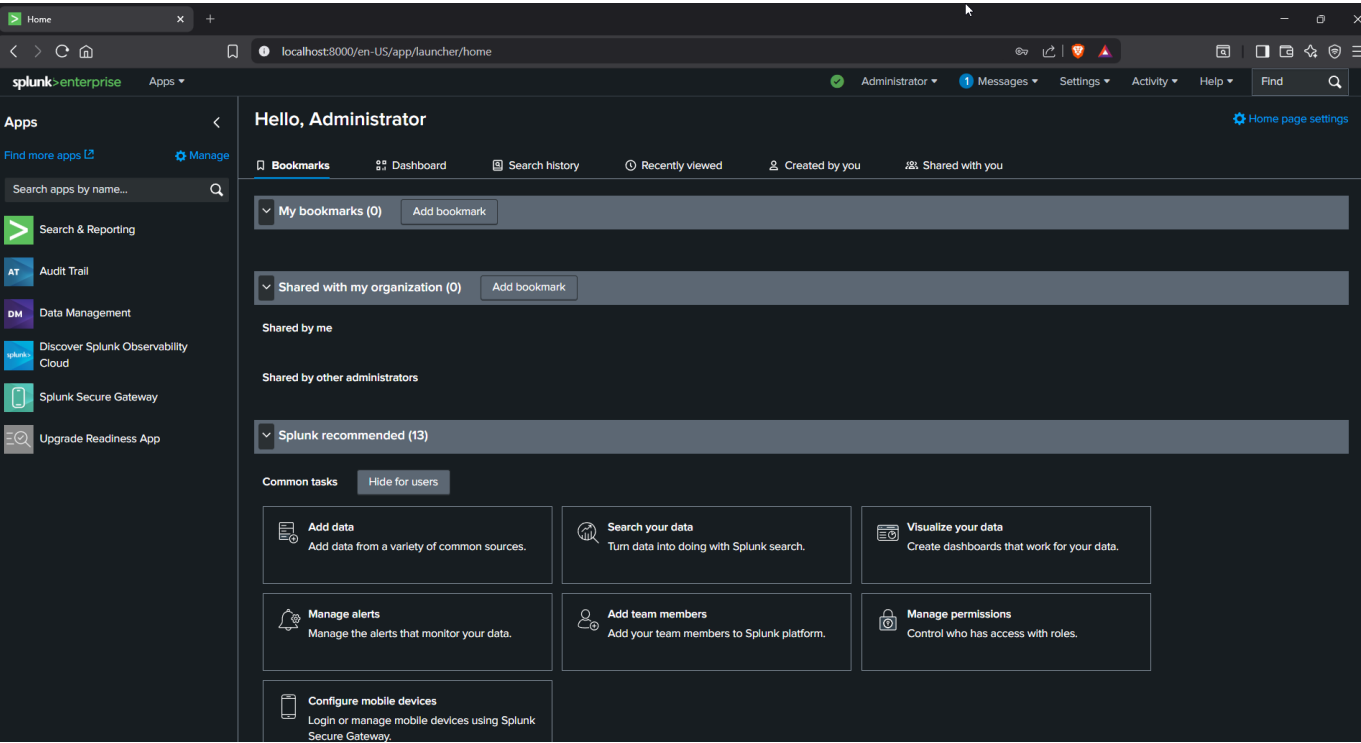 Home
localhost:8000/en-US/app/launcher/home
splunk>enterprise Apps Administrator 1 Messages Settings Activity Help Find
Apps
Find more apps Manage
Search apps by name...
Search & Reporting
AT Audit Trail
DM Data Management
splunk> Discover Splunk Observability
Cloud
Splunk Secure Gateway
Upgrade Readiness App
Hello, Administrator
Home page settings
Bookmarks Dashboard Search history Recently viewed Created by you Shared with you
My bookmarks (0) Add bookmark
Shared with my organization (0) Add bookmark
Shared by me
Shared by other administrators
Splunk recommended (13)
Common tasks Hide for users
Add data
Add data from a variety of common sources.
Search your data
Turn data into doing with Splunk search.
Visualize your data
Create dashboards that work for your data.
Manage alerts
Manage the alerts that monitor your data.
Add team members
Add your team members to Splunk platform.
Manage permissions
Control who has access with roles.
Configure mobile devices
Login or manage mobile devices using Splunk
Secure Gateway.